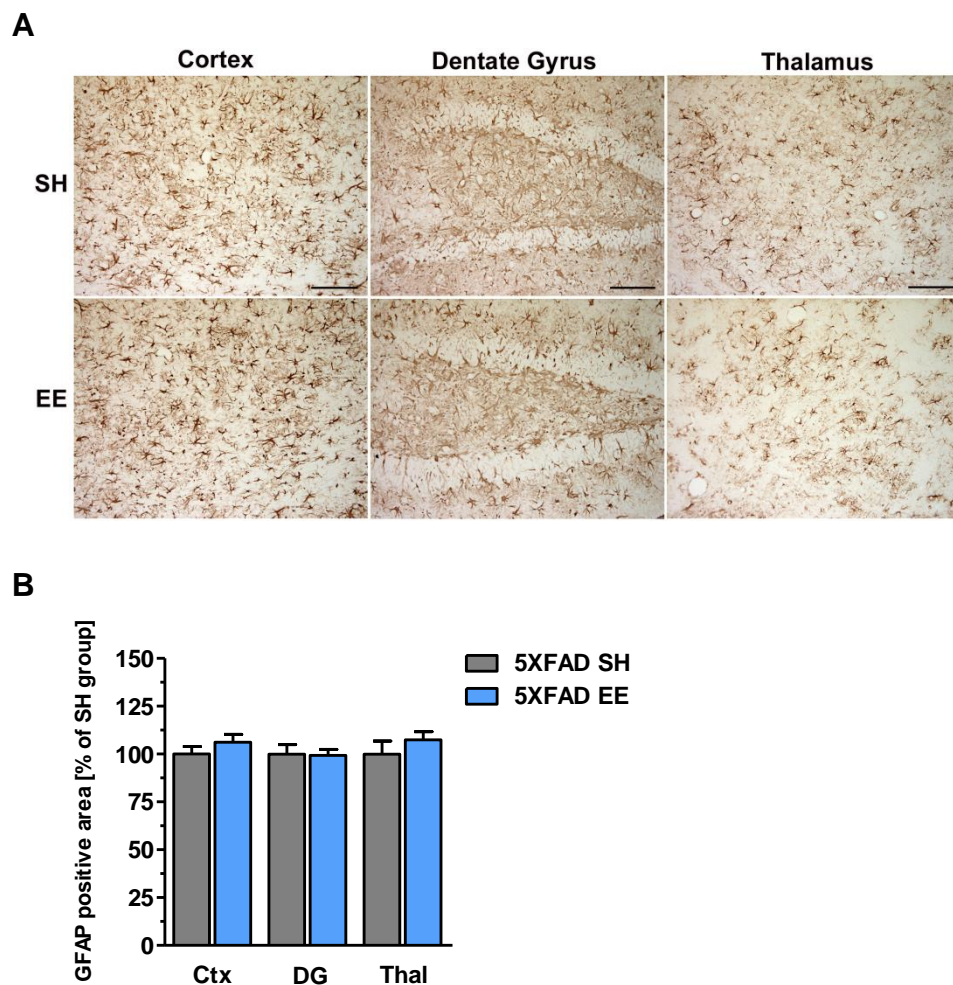 A
Cortex Dentate Gyrus Thalamus
SH
EE
B
GFAP positive area [% of SH group]
150
125
100
75
50
25
0
Ctx DG Thal
5XFAD SH
5XFAD EE